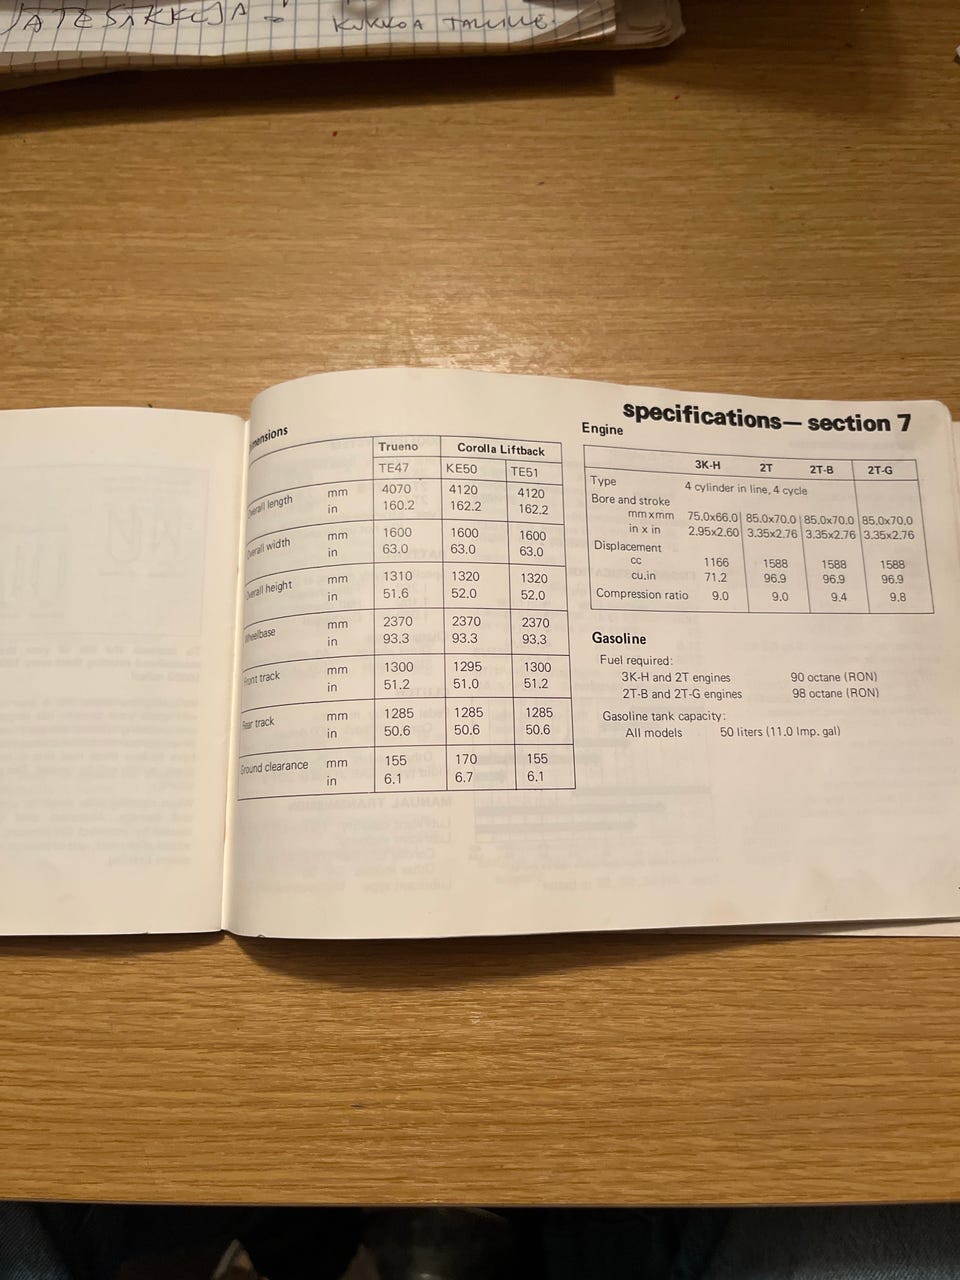 JÄTESÄKKEJÄ
KUKKOA TALLILLE.
specifications— section 7
Trueno Corolla Liftback
TE47 KE50 TE51
Overall length mm 4070 4120 4120
in 160.2 162.2 162.2
Overall width mm 1600 1600 1600
in 63.0 63.0 63.0
Overall height mm 1310 1320 1320
in 51.6 52.0 52.0
Wheelbase mm 2370 2370 2370
in 93.3 93.3 93.3
Front track mm 1300 1295 1300
in 51.2 51.0 51.2
Rear track mm 1285 1285 1285
in 50.6 50.6 50.6
Ground clearance mm 155 170 155
in 6.1 6.7 6.1
Engine
3K-H 2T 2T-B 2T-G
Type 4 cylinder in line, 4 cycle
Bore and stroke
mm x mm 75.0x66.0 85.0x70.0 85.0x70.0 85.0x70.0
in x in 2.95x2.60 3.35x2.76 3.35x2.76 3.35x2.76
Displacement
cc 1166 1588 1588 1588
cu.in 71.2 96.9 96.9 96.9
Compression ratio 9.0 9.0 9.4 9.8
Gasoline
Fuel required:
3K-H and 2T engines 90 octane (RON)
2T-B and 2T-G engines 98 octane (RON)
Gasoline tank capacity:
All models 50 liters (11.0 Imp. gal)